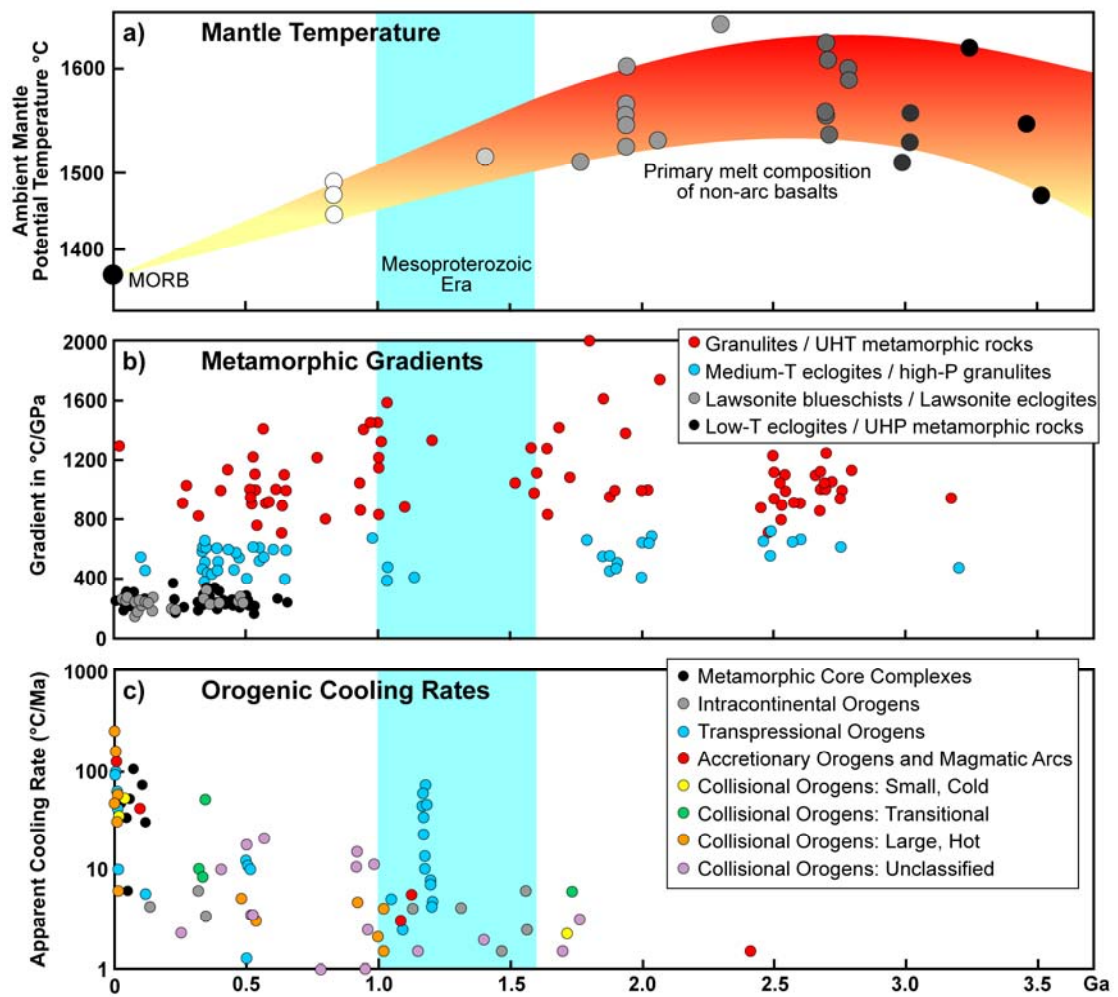 a) Mantle Temperature
Ambient Mantle
Potential Temperature °C
1600
1500
1400
MORB
Mesoproterozoic
Era
Primary melt composition
of non-arc basalts
b) Metamorphic Gradients
Gradient in °C/GPa
2000
1600
1200
800
400
0
Granulites / UHT metamorphic rocks
Medium-T eclogites / high-P granulites
Lawsonite blueschists / Lawsonite eclogites
Low-T eclogites / UHP metamorphic rocks
c) Orogenic Cooling Rates
Apparent Cooling Rate (°C/Ma)
1000
100
10
1
Metamorphic Core Complexes
Intracontinental Orogens
Transpressional Orogens
Accretionary Orogens and Magmatic Arcs
Collisional Orogens: Small, Cold
Collisional Orogens: Transitional
Collisional Orogens: Large, Hot
Collisional Orogens: Unclassified
0 0.5 1.0 1.5 2.0 2.5 3.0 3.5 Ga